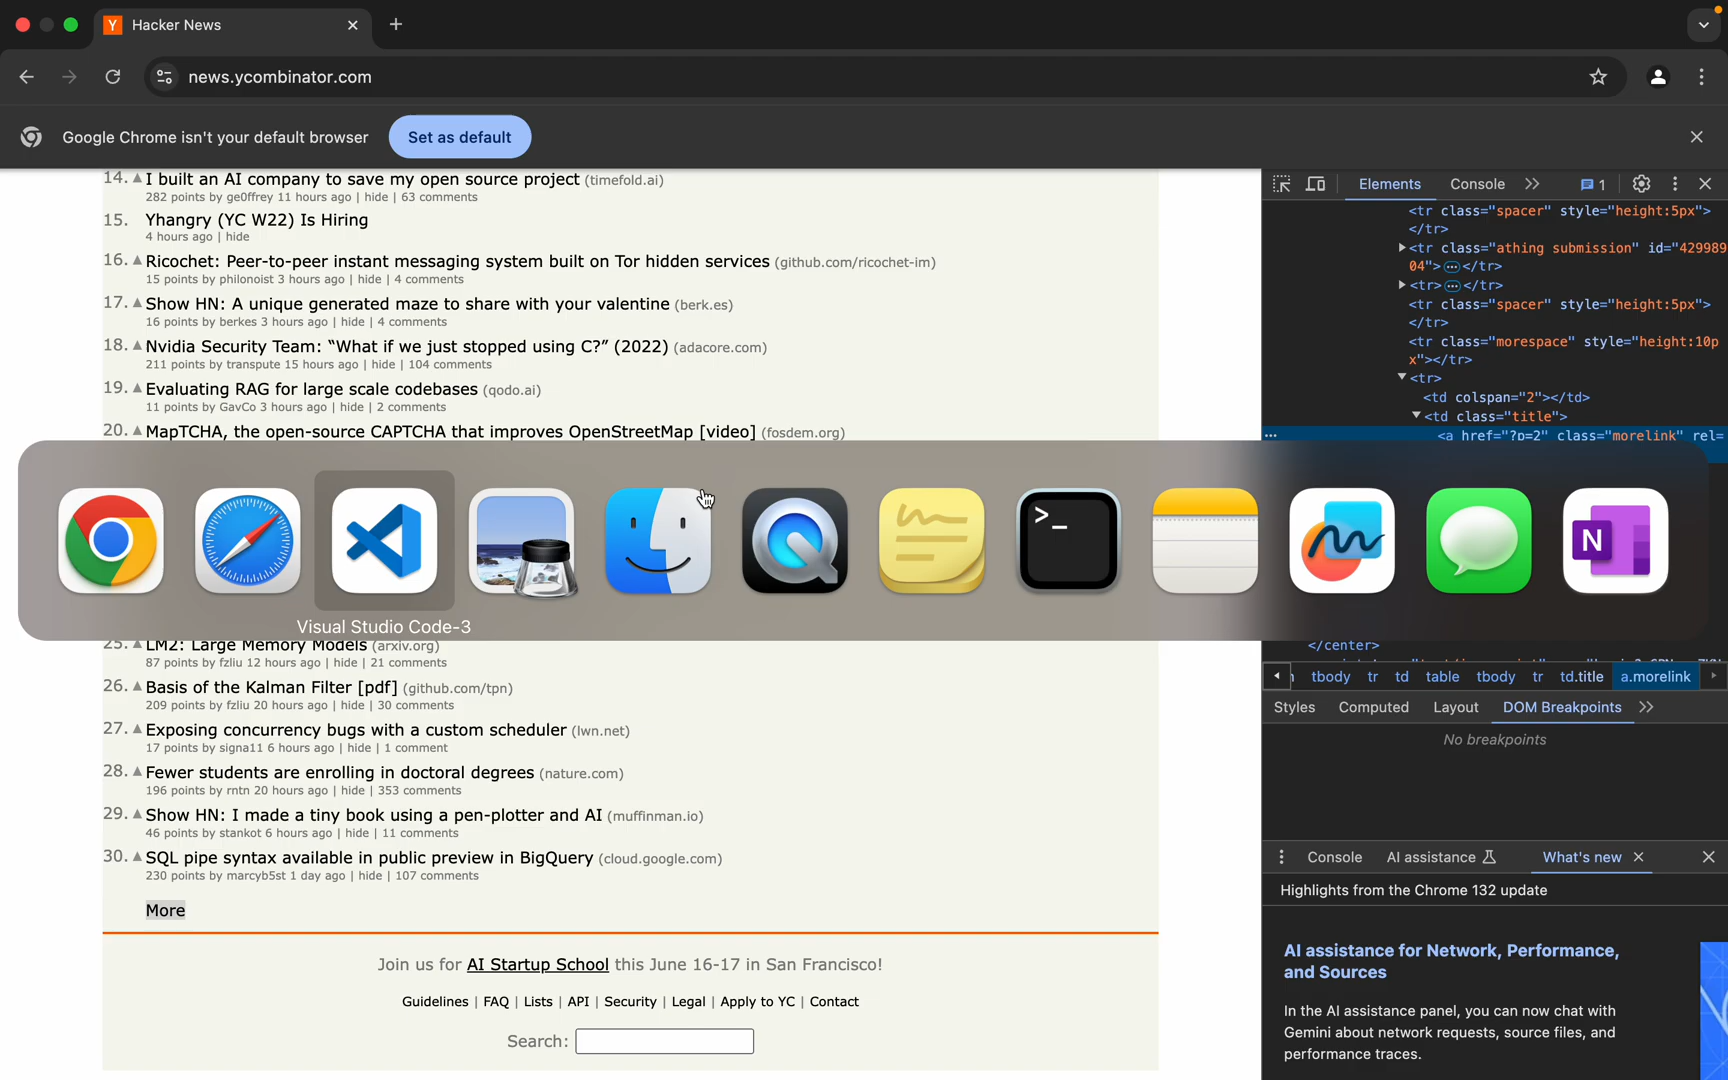 Hacker News
news.ycombinator.com
Google Chrome isn't your default browser Set as default
14. I built an AI company to save my open source project (timefold.ai)
282 points by ge0ffrey 11 hours ago | hide | 63 comments
15. Yhangry (YC W22) Is Hiring
4 hours ago | hide
16. Ricochet: Peer-to-peer instant messaging system built on Tor hidden services (github.com/ricochet-im)
15 points by philonoist 3 hours ago | hide | 4 comments
17. Show HN: A unique generated maze to share with your valentine (berk.es)
16 points by berkes 3 hours ago | hide | 4 comments
18. Nvidia Security Team: “What if we just stopped using C?” (2022) (adacore.com)
211 points by transpute 15 hours ago | hide | 104 comments
19. Evaluating RAG for large scale codebases (qodo.ai)
11 points by GavCo 3 hours ago | hide | 2 comments
20. MapTCHA, the open-source CAPTCHA that improves OpenStreetMap [video] (fosdem.org)
Visual Studio Code-3
25. LM2: Large Memory Models (arxiv.org)
87 points by fzliu 12 hours ago | hide | 21 comments
26. Basis of the Kalman Filter [pdf] (github.com/tpn)
209 points by fzliu 20 hours ago | hide | 30 comments
27. Exposing concurrency bugs with a custom scheduler (lwn.net)
17 points by signa11 6 hours ago | hide | 1 comment
28. Fewer students are enrolling in doctoral degrees (nature.com)
196 points by rntn 20 hours ago | hide | 353 comments
29. Show HN: I made a tiny book using a pen-plotter and AI (muffinman.io)
46 points by stankot 6 hours ago | hide | 11 comments
30. SQL pipe syntax available in public preview in BigQuery (cloud.google.com)
230 points by marcyb5st 1 day ago | hide | 107 comments
More
Join us for AI Startup School this June 16-17 in San Francisco!
Guidelines | FAQ | Lists | API | Security | Legal | Apply to YC | Contact
Search:
Elements Console 1
<tr class="spacer" style="height:5px">
</tr>
<tr class="athing submission" id="429989
04"> … </tr>
<tr> … </tr>
<tr class="spacer" style="height:5px">
</tr>
<tr class="morespace" style="height:10p
x"></tr>
<tr>
<td colspan="2"></td>
<td class="title">
<a href="?p=2" class="morelink" rel=
</center>
tbody tr td table tbody tr td.title a.morelink
Styles Computed Layout DOM Breakpoints
No breakpoints
Console AI assistance What's new
Highlights from the Chrome 132 update
AI assistance for Network, Performance,
and Sources
In the AI assistance panel, you can now chat with
Gemini about network requests, source files, and
performance traces.